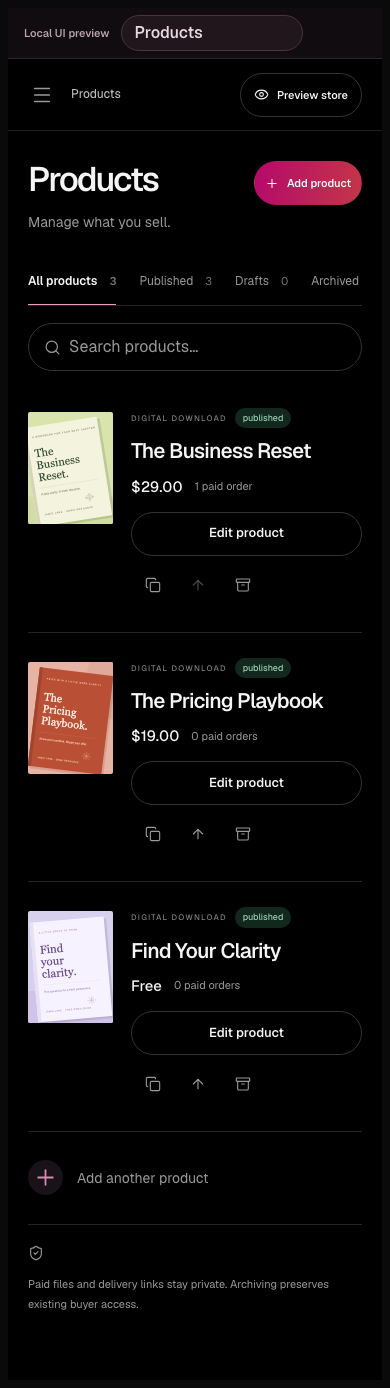 Local UI preview
Products
Products
Preview store
Products
Add product
Manage what you sell.
All products 3 Published 3 Drafts 0 Archived
Search products...
DIGITAL DOWNLOAD published
The Business Reset
$29.00 1 paid order
Edit product
The
Business
Reset.
DIGITAL DOWNLOAD published
The Pricing Playbook
$19.00 0 paid orders
Edit product
The
Pricing
Playbook.
DIGITAL DOWNLOAD published
Find Your Clarity
Free 0 paid orders
Edit product
Find
your
clarity.
Add another product
Paid files and delivery links stay private. Archiving preserves
existing buyer access.